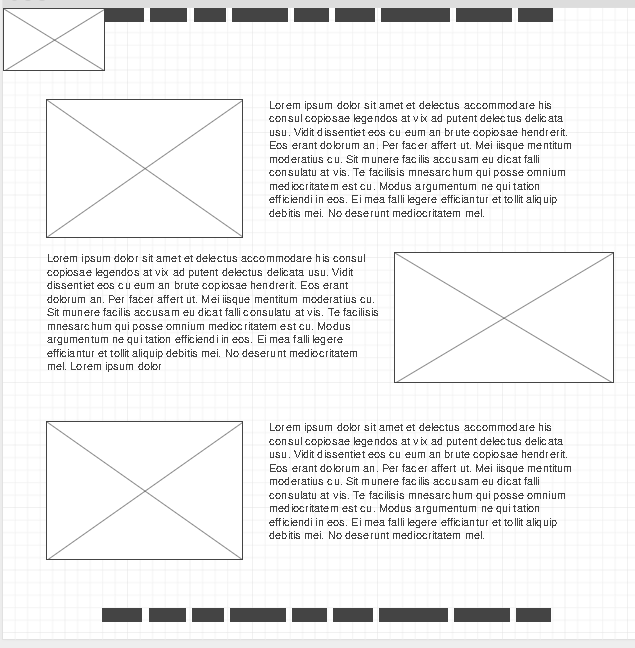 Lorem ipsum dolor sit amet et delectus accommodare his
consul copiosae legendos at vix ad putent delectus delicata
usu. Vidit dissentiet eos cu eum an brute copiosae hendrerit.
Eos erant dolorum an. Per facer affert ut. Mei iisque mentitum
moderatius cu. Sit munere facilis accusam eu dicat falli
consulatu at vis. Te facilisis mnesarchum qui posse omnium
mediocritatem est cu. Modus argumentum ne qui tation
efficiendi in eos. Ei mea falli legere efficiantur et tollit aliquip
debitis mei. No deserunt mediocritatem mel.
Lorem ipsum dolor sit amet et delectus accommodare his consul
copiosae legendos at vix ad putent delectus delicata usu. Vidit
dissentiet eos cu eum an brute copiosae hendrerit. Eos erant
dolorum an. Per facer affert ut. Mei iisque mentitum moderatius cu.
Sit munere facilis accusam eu dicat falli consulatu at vis. Te facilisis
mnesarchum qui posse omnium mediocritatem est cu. Modus
argumentum ne qui tation efficiendi in eos. Ei mea falli legere
efficiantur et tollit aliquip debitis mei. No deserunt mediocritatem
mel. Lorem ipsum dolor
Lorem ipsum dolor sit amet et delectus accommodare his
consul copiosae legendos at vix ad putent delectus delicata
usu. Vidit dissentiet eos cu eum an brute copiosae hendrerit.
Eos erant dolorum an. Per facer affert ut. Mei iisque mentitum
moderatius cu. Sit munere facilis accusam eu dicat falli
consulatu at vis. Te facilisis mnesarchum qui posse omnium
mediocritatem est cu. Modus argumentum ne qui tation
efficiendi in eos. Ei mea falli legere efficiantur et tollit aliquip
debitis mei. No deserunt mediocritatem mel.